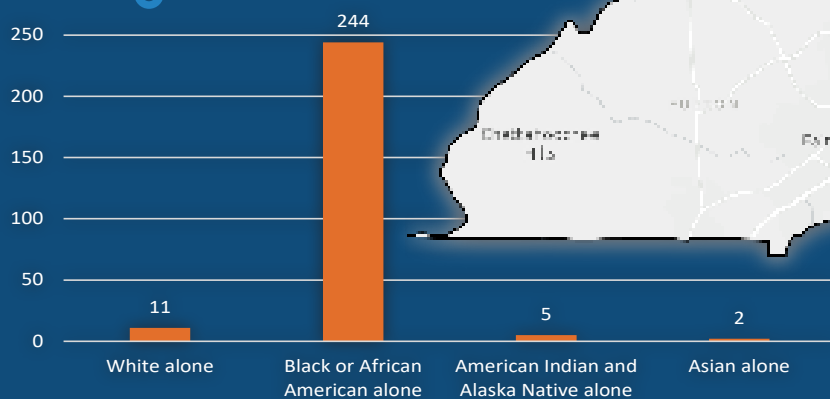 250
200
150
100
50
0
11
244
5
2
White alone
Black or African
American alone
American Indian and
Alaska Native alone
Asian alone
Chattahoochee